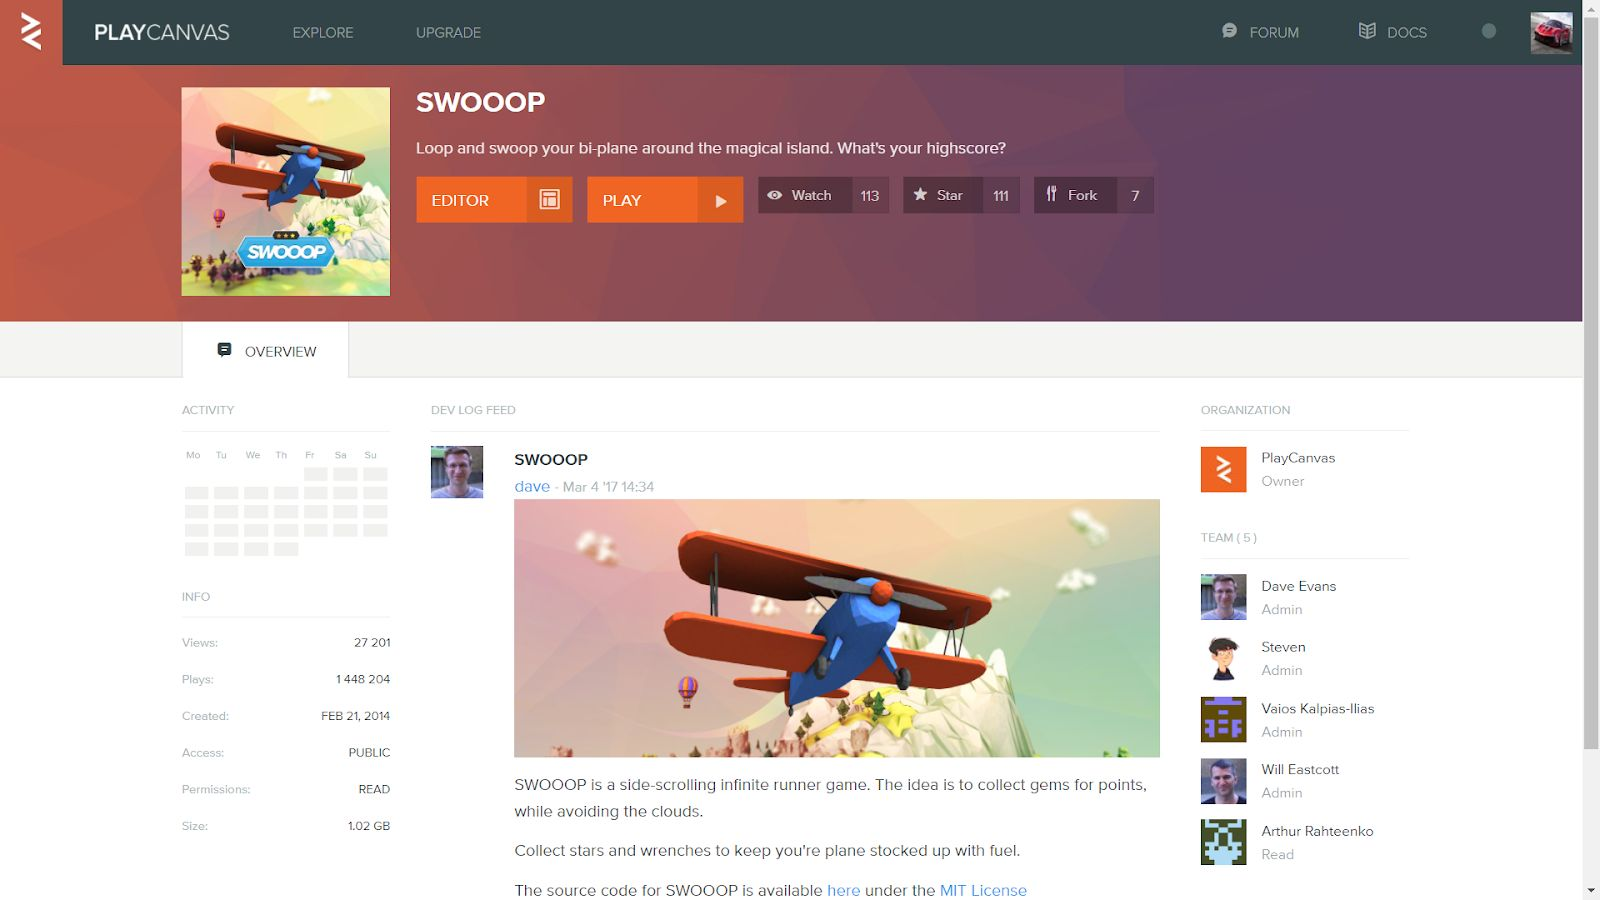 PLAYCANVAS
EXPLORE
UPGRADE
FORUM
DOCS
SWOOOP
SWOOOP
Loop and swoop your bi-plane around the magical island. What's your highscore?
EDITOR
PLAY
Watch 113
Star 111
Fork 7
OVERVIEW
ACTIVITY
Mo Tu We Th Fr Sa Su
INFO
Views: 27 201
Plays: 1 448 204
Created: FEB 21, 2014
Access: PUBLIC
Permissions: READ
Size: 1.02 GB
DEV LOG FEED
SWOOOP
dave - Mar 4 '17 14:34
SWOOOP is a side-scrolling infinite runner game. The idea is to collect gems for points,
while avoiding the clouds.
Collect stars and wrenches to keep you're plane stocked up with fuel.
The source code for SWOOOP is available here under the MIT License
ORGANIZATION
PlayCanvas
Owner
TEAM ( 5 )
Dave Evans
Admin
Steven
Admin
Vaios Kalpias-Ilias
Admin
Will Eastcott
Admin
Arthur Rahteenko
Read